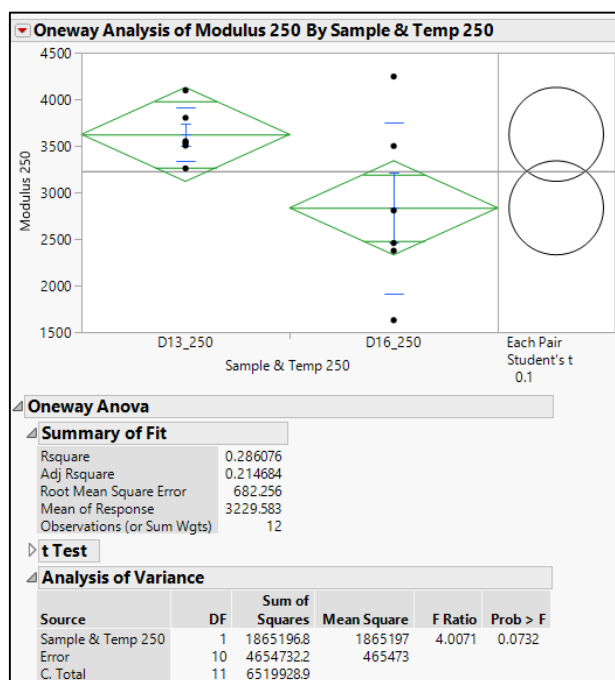 Oneway Analysis of Modulus 250 By Sample & Temp 250
4500
4000
3500
3000
2500
2000
1500
Modulus 250
D13_250
D16_250
Sample & Temp 250
Each Pair
Student's t
0.1
Oneway Anova
Summary of Fit
Rsquare 0.286076
Adj Rsquare 0.214684
Root Mean Square Error 682.256
Mean of Response 3229.583
Observations (or Sum Wgts) 12
t Test
Analysis of Variance
Source DF Sum of Squares Mean Square F Ratio Prob > F
Sample & Temp 250 1 1865196.8 1865197 4.0071 0.0732
Error 10 4654732.2 465473
C. Total 11 6519928.9